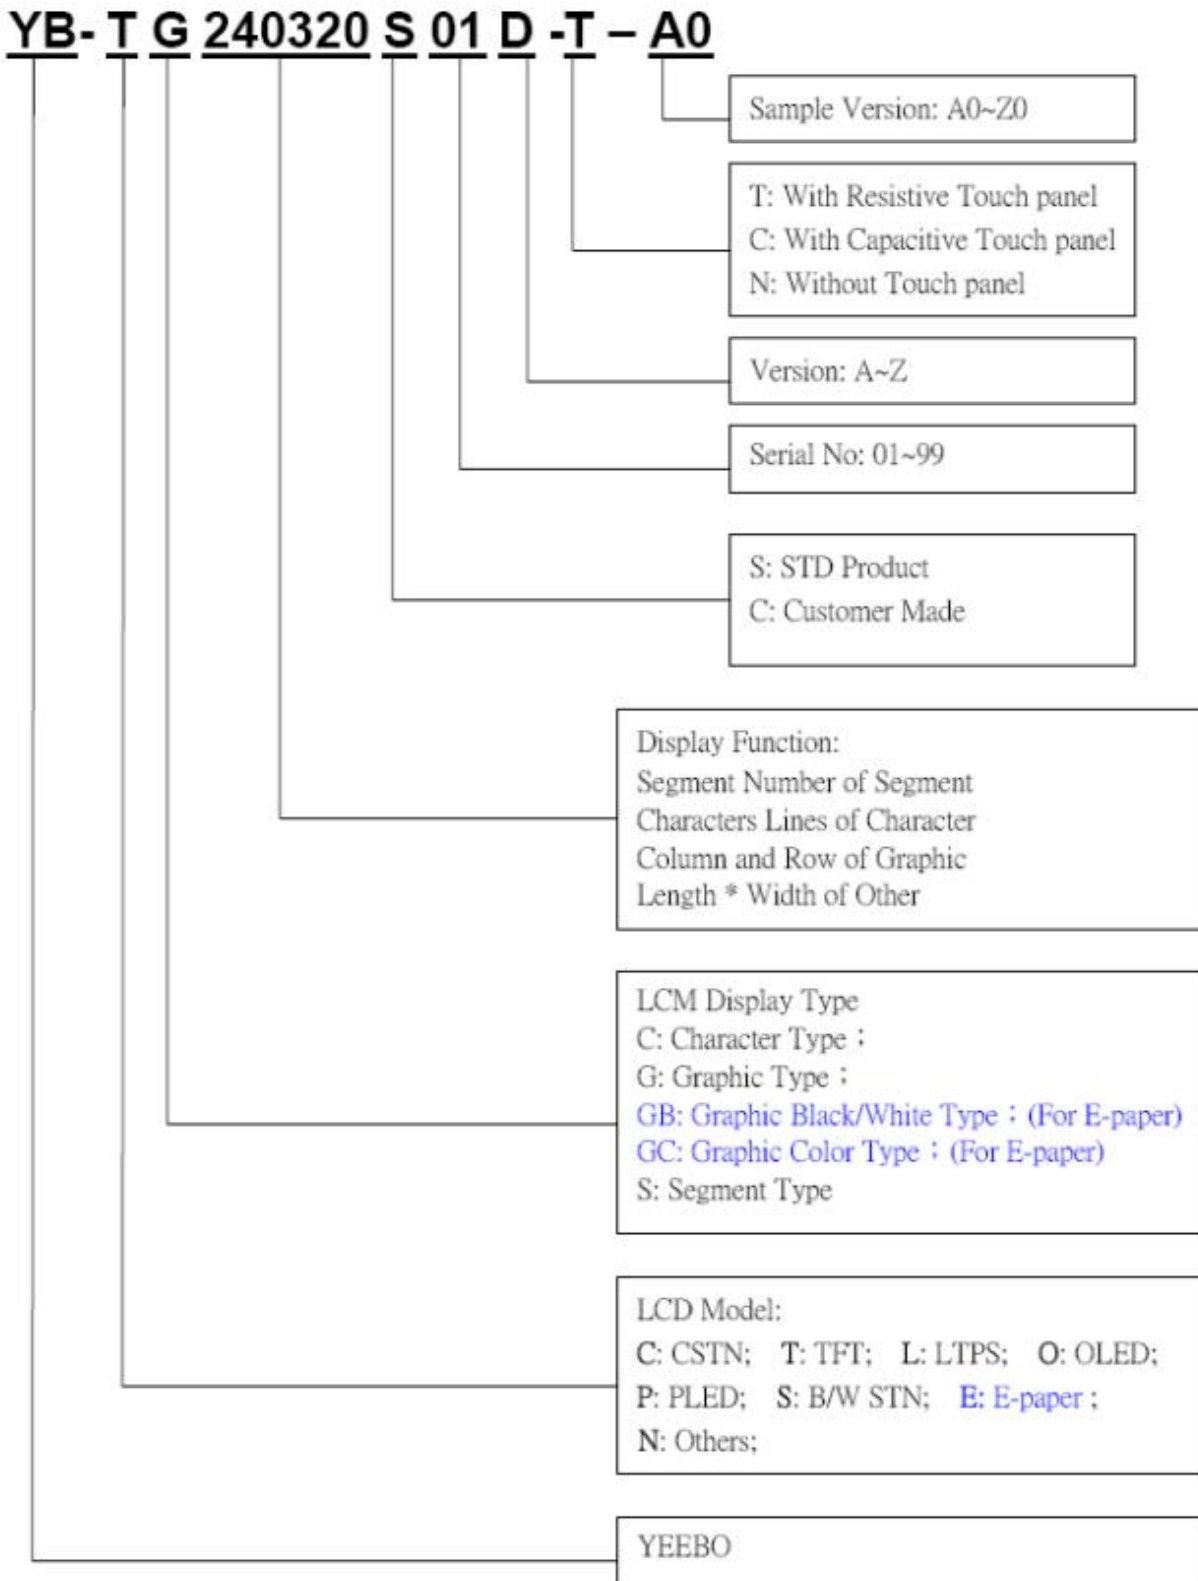 YB- T G 240320 S 01 D -T – A0
Sample Version: A0~Z0
T: With Resistive Touch panel
C: With Capacitive Touch panel
N: Without Touch panel
Version: A~Z
Serial No: 01~99
S: STD Product
C: Customer Made
Display Function:
Segment Number of Segment
Characters Lines of Character
Column and Row of Graphic
Length * Width of Other
LCM Display Type
C: Character Type；
G: Graphic Type；
GB: Graphic Black/White Type；(For E-paper)
GC: Graphic Color Type；(For E-paper)
S: Segment Type
LCD Model:
C: CSTN; T: TFT; L: LTPS; O: OLED;
P: PLED; S: B/W STN; E: E-paper ;
N: Others;
YEEBO